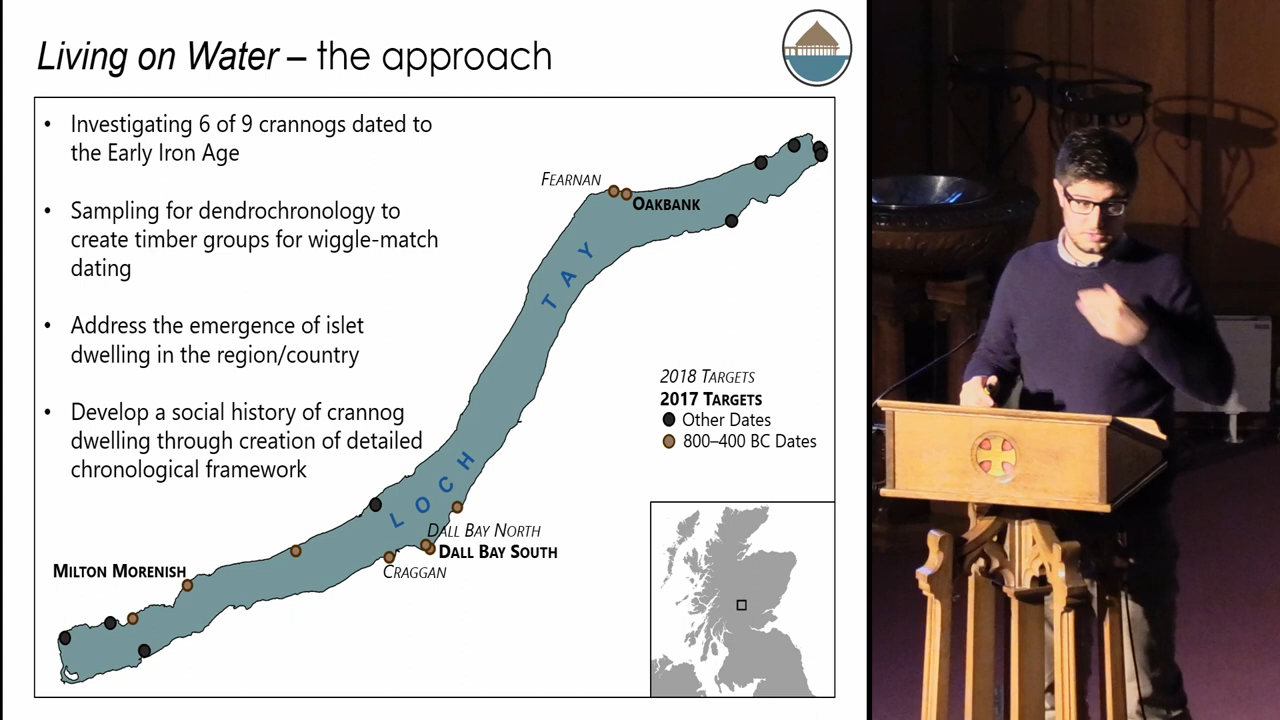 Living on Water – the approach
• Investigating 6 of 9 crannogs dated to
the Early Iron Age
• Sampling for dendrochronology to
create timber groups for wiggle-match
dating
• Address the emergence of islet
dwelling in the region/country
• Develop a social history of crannog
dwelling through creation of detailed
chronological framework
FEARNAN
OAKBANK
LOCH TAY
2018 TARGETS
2017 TARGETS
Other Dates
800–400 BC Dates
DALL BAY NORTH
DALL BAY SOUTH
CRAGGAN
MILTON MORENISH